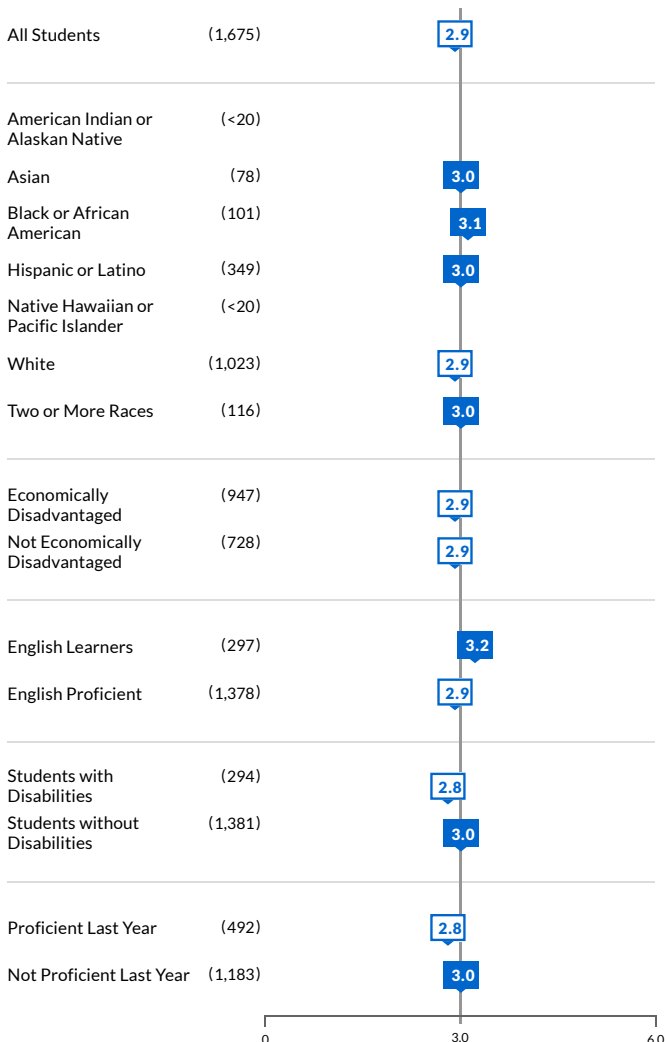 All Students (1,675) 2.9
American Indian or (<20)
Alaskan Native
Asian (78) 3.0
Black or African (101) 3.1
American
Hispanic or Latino (349) 3.0
Native Hawaiian or (<20)
Pacific Islander
White (1,023) 2.9
Two or More Races (116) 3.0
Economically (947) 2.9
Disadvantaged
Not Economically (728) 2.9
Disadvantaged
English Learners (297) 3.2
English Proficient (1,378) 2.9
Students with (294) 2.8
Disabilities
Students without (1,381) 3.0
Disabilities
Proficient Last Year (492) 2.8
Not Proficient Last Year (1,183) 3.0
0 3.0 6.0